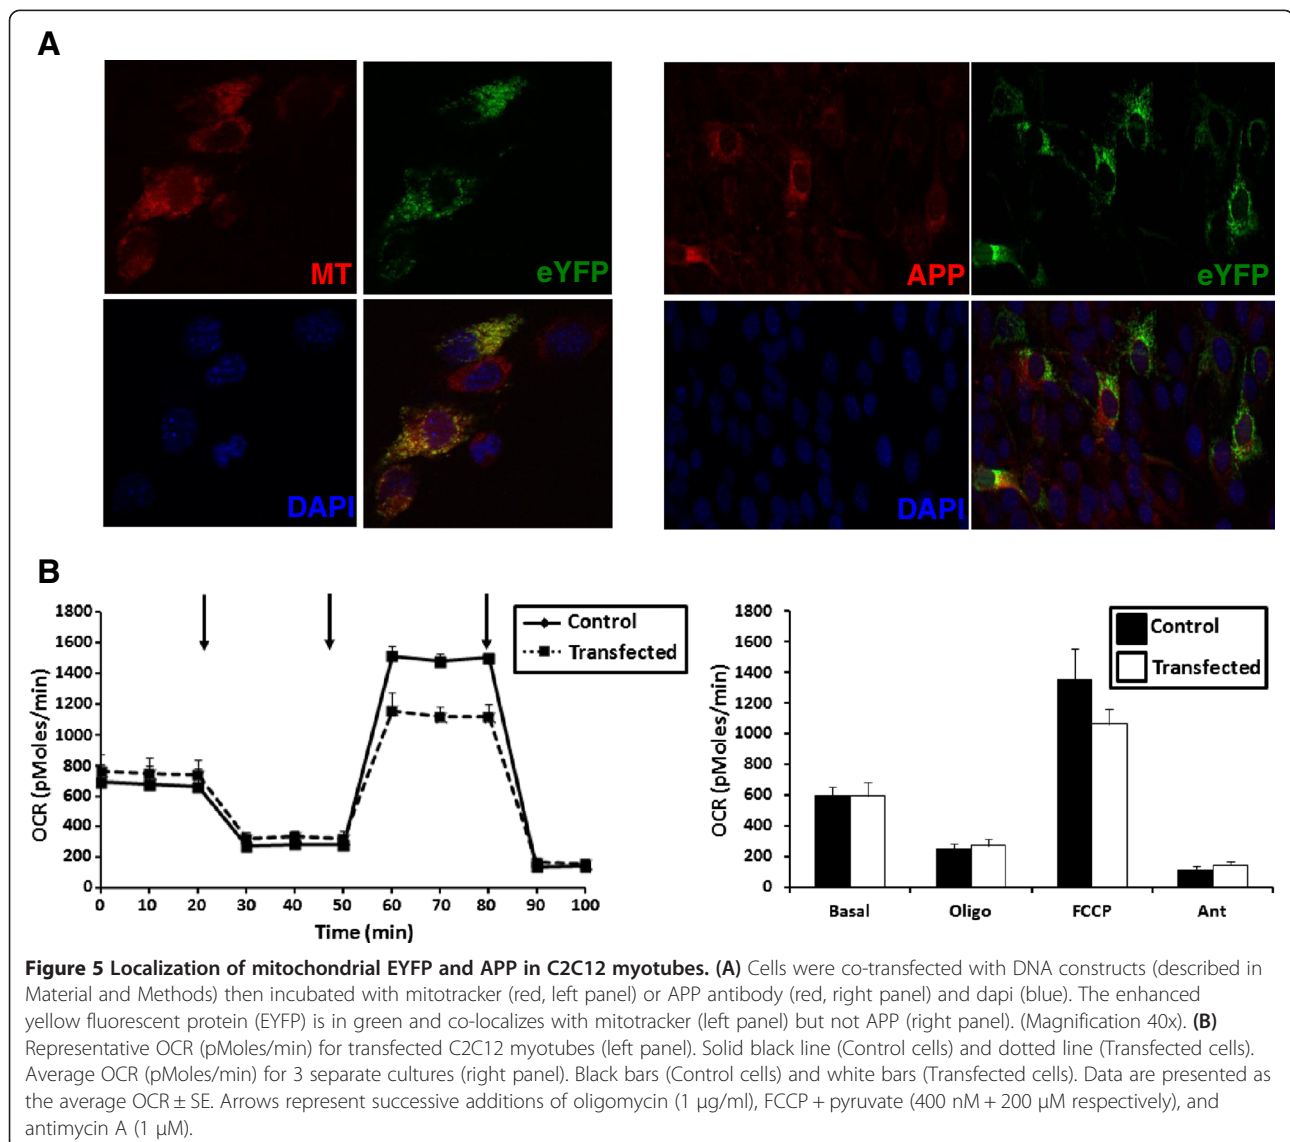 A
MT
eYFP
APP
eYFP
DAPI
DAPI
B
1800
1600
1400
1200
1000
800
600
400
200
0
OCR (pMoles/min)
0 10 20 30 40 50 60 70 80 90 100
Time (min)
Control
Transfected
1800
1600
1400
1200
1000
800
600
400
200
0
OCR (pMoles/min)
Basal Oligo FCCP Ant
Control
Transfected
Figure 5 Localization of mitochondrial EYFP and APP in C2C12 myotubes. (A) Cells were co-transfected with DNA constructs (described in
Material and Methods) then incubated with mitotracker (red, left panel) or APP antibody (red, right panel) and dapi (blue). The enhanced
yellow fluorescent protein (EYFP) is in green and co-localizes with mitotracker (left panel) but not APP (right panel). (Magnification 40x). (B)
Representative OCR (pMoles/min) for transfected C2C12 myotubes (left panel). Solid black line (Control cells) and dotted line (Transfected cells).
Average OCR (pMoles/min) for 3 separate cultures (right panel). Black bars (Control cells) and white bars (Transfected cells). Data are presented as
the average OCR ± SE. Arrows represent successive additions of oligomycin (1 μg/ml), FCCP + pyruvate (400 nM + 200 μM respectively), and
antimycin A (1 μM).